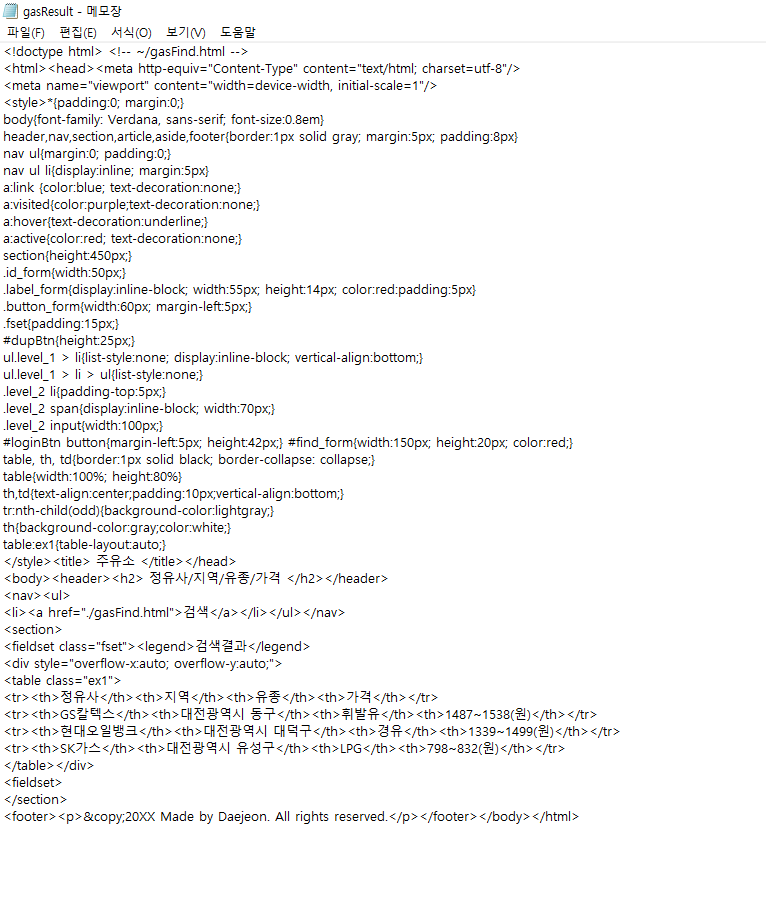 gasResult - 메모장
파일(F) 편집(E) 서식(O) 보기(V) 도움말
<!doctype html> <!-- ~/gasFind.html -->
<html><head><meta http-equiv="Content-Type" content="text/html; charset=utf-8"/>
<meta name="viewport" content="width=device-width, initial-scale=1"/>
<style>*{padding:0; margin:0;}
body{font-family: Verdana, sans-serif; font-size:0.8em}
header,nav,section,article,aside,footer{border:1px solid gray; margin:5px; padding:8px}
nav ul{margin:0; padding:0;}
nav ul li{display:inline; margin:5px}
a:link {color:blue; text-decoration:none;}
a:visited{color:purple;text-decoration:none;}
a:hover{text-decoration:underline;}
a:active{color:red; text-decoration:none;}
section{height:450px;}
.id_form{width:50px;}
.label_form{display:inline-block; width:55px; height:14px; color:red:padding:5px}
.button_form{width:60px; margin-left:5px;}
.fset{padding:15px;}
#dupBtn{height:25px;}
ul.level_1 > li{list-style:none; display:inline-block; vertical-align:bottom;}
ul.level_1 > li > ul{list-style:none;}
.level_2 li{padding-top:5px;}
.level_2 span{display:inline-block; width:70px;}
.level_2 input{width:100px;}
#loginBtn button{margin-left:5px; height:42px;} #find_form{width:150px; height:20px; color:red;}
table, th, td{border:1px solid black; border-collapse: collapse;}
table{width:100%; height:80%}
th,td{text-align:center;padding:10px;vertical-align:bottom;}
tr:nth-child(odd){background-color:lightgray;}
th{background-color:gray;color:white;}
table:ex1{table-layout:auto;}
</style><title> 주유소 </title></head>
<body><header><h2> 정유사/지역/유종/가격 </h2></header>
<nav><ul>
<li><a href="./gasFind.html">검색</a></li></ul></nav>
<section>
<fieldset class="fset"><legend>검색결과</legend>
<div style="overflow-x:auto; overflow-y:auto;">
<table class="ex1">
<tr><th>정유사</th><th>지역</th><th>유종</th><th>가격</th></tr>
<tr><th>GS칼텍스</th><th>대전광역시 동구</th><th>휘발유</th><th>1487~1538(원)</th></tr>
<tr><th>현대오일뱅크</th><th>대전광역시 대덕구</th><th>경유</th><th>1339~1499(원)</th></tr>
<tr><th>SK가스</th><th>대전광역시 유성구</th><th>LPG</th><th>798~832(원)</th></tr>
</table></div>
<fieldset>
</section>
<footer><p>&copy;20XX Made by Daejeon. All rights reserved.</p></footer></body></html>